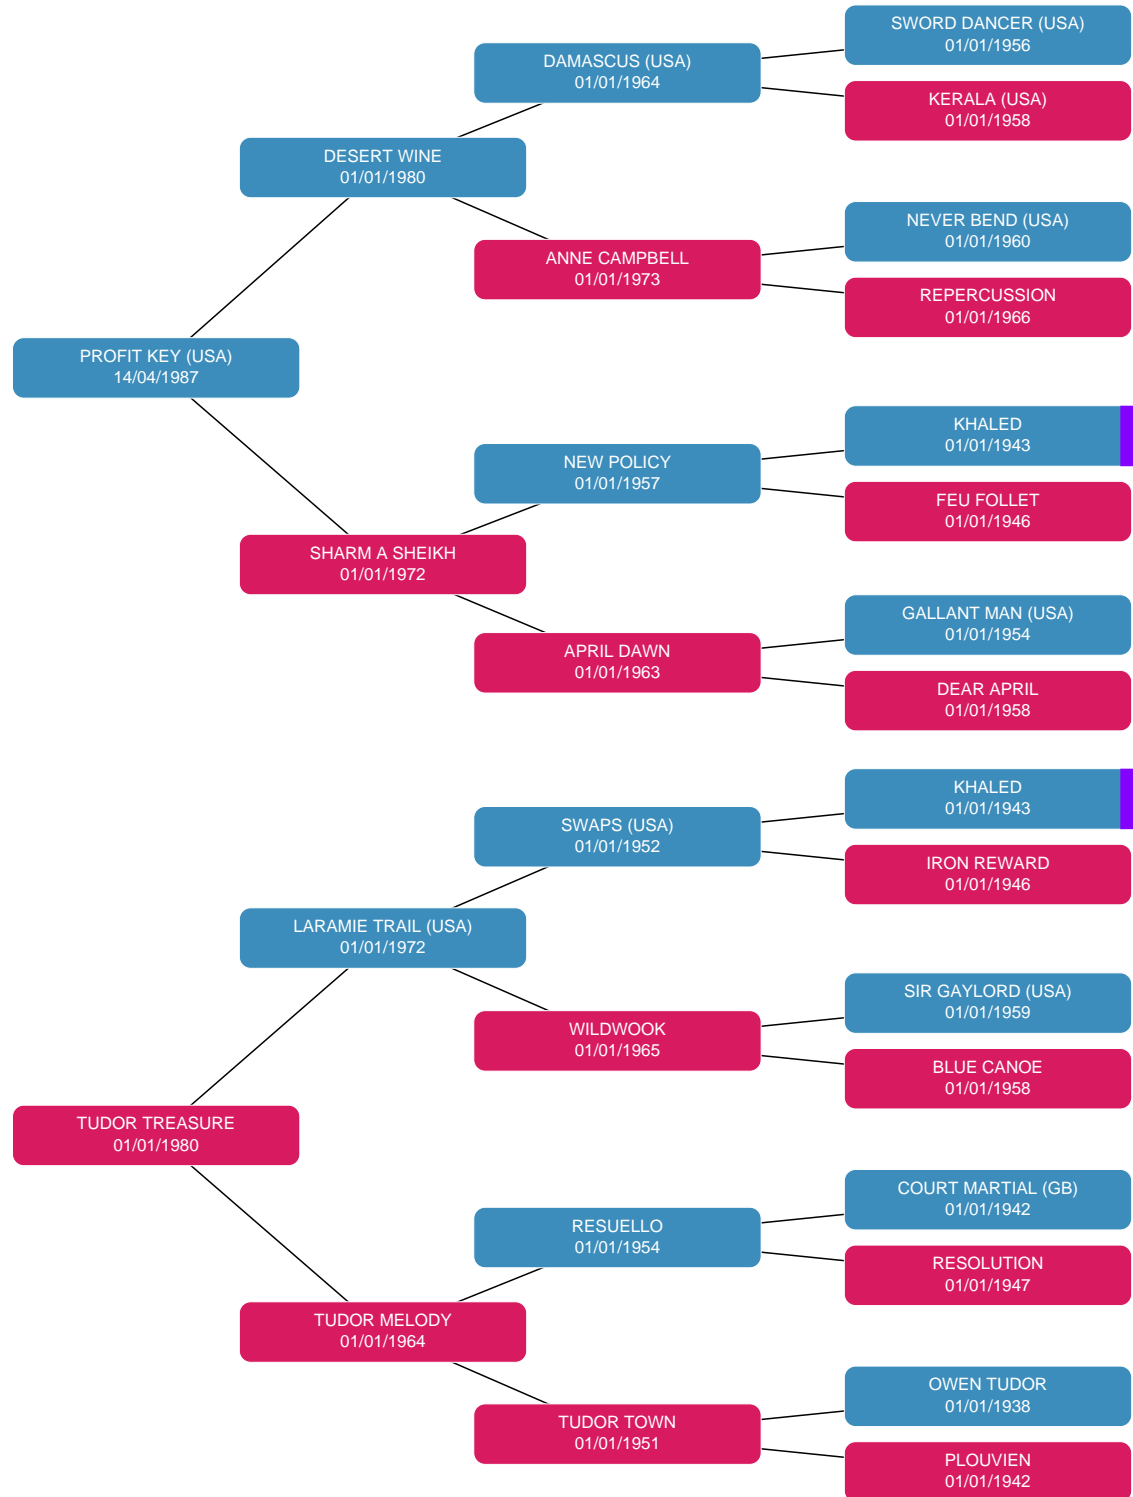 SWORD DANCER (USA)
01/01/1956
DAMASCUS (USA)
01/01/1964
KERALA (USA)
01/01/1958
DESERT WINE
01/01/1980
NEVER BEND (USA)
01/01/1960
ANNE CAMPBELL
01/01/1973
REPERCUSSION
01/01/1966
PROFIT KEY (USA)
14/04/1987
KHALED
01/01/1943
NEW POLICY
01/01/1957
FEU FOLLET
01/01/1946
SHARM A SHEIKH
01/01/1972
GALLANT MAN (USA)
01/01/1954
APRIL DAWN
01/01/1963
DEAR APRIL
01/01/1958
KHALED
01/01/1943
SWAPS (USA)
01/01/1952
IRON REWARD
01/01/1946
LARAMIE TRAIL (USA)
01/01/1972
SIR GAYLORD (USA)
01/01/1959
WILDWOOK
01/01/1965
BLUE CANOE
01/01/1958
TUDOR TREASURE
01/01/1980
COURT MARTIAL (GB)
01/01/1942
RESUELLO
01/01/1954
RESOLUTION
01/01/1947
TUDOR MELODY
01/01/1964
OWEN TUDOR
01/01/1938
TUDOR TOWN
01/01/1951
PLOUVIEN
01/01/1942